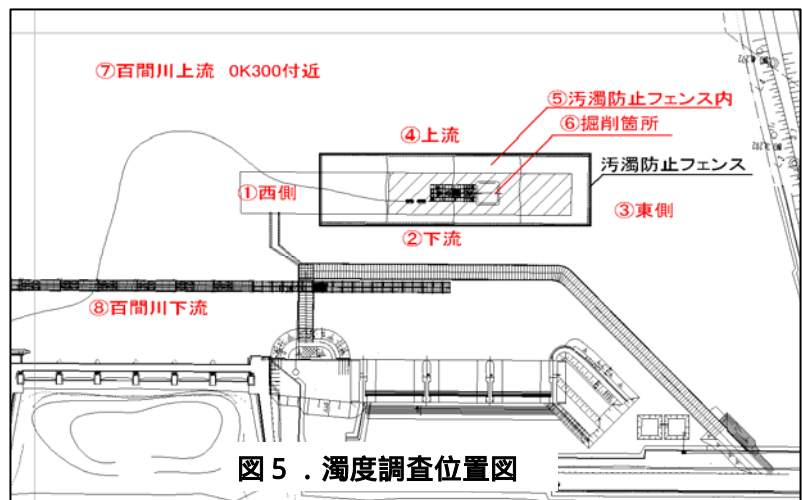 ⑦百間川上流 0K300付近
⑤汚濁防止フェンス内
⑥掘削箇所
④上流
汚濁防止フェンス
①西側
③東側
②下流
⑧百間川下流
図5．濁度調査位置図